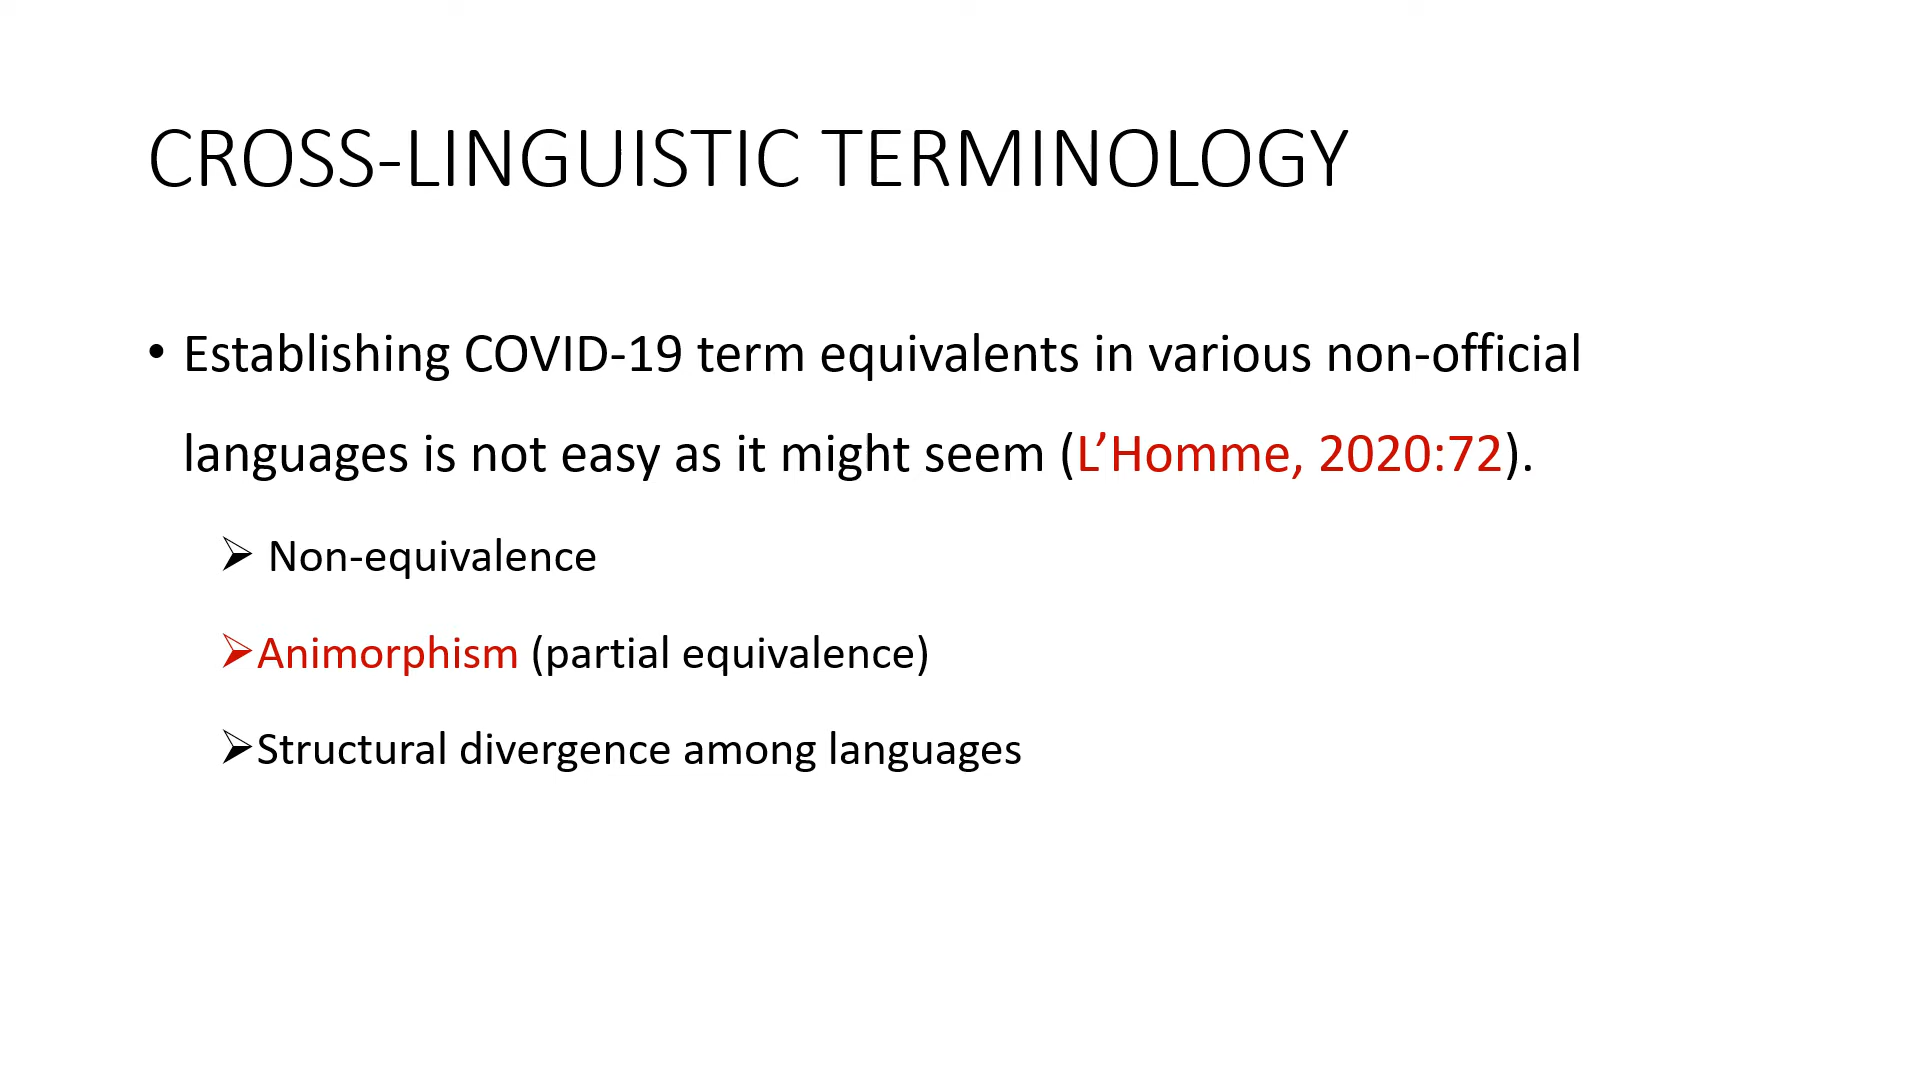 CROSS-LINGUISTIC TERMINOLOGY
• Establishing COVID-19 term equivalents in various non-official
languages is not easy as it might seem (L’Homme, 2020:72).
➢ Non-equivalence
➢Animorphism (partial equivalence)
➢Structural divergence among languages